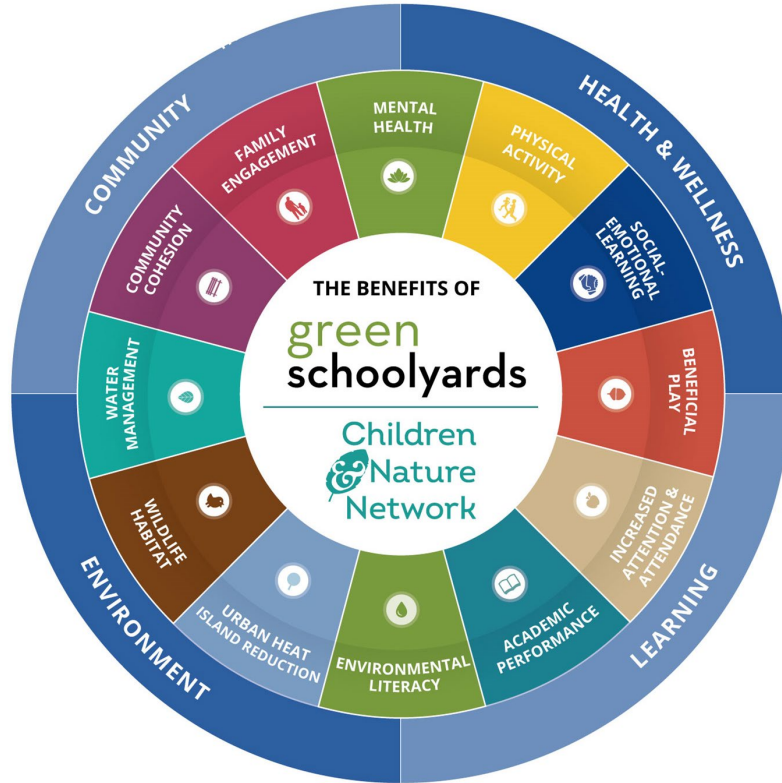 COMMUNITY
HEALTH & WELLNESS
LEARNING
ENVIRONMENT
MENTAL
HEALTH
PHYSICAL
ACTIVITY
SOCIAL-
EMOTIONAL
LEARNING
BENEFICIAL
PLAY
INCREASED
ATTENTION &
ATTENDANCE
ACADEMIC
PERFORMANCE
ENVIRONMENTAL
LITERACY
URBAN HEAT
ISLAND REDUCTION
WILDLIFE
HABITAT
WATER
MANAGEMENT
COMMUNITY
COHESION
FAMILY
ENGAGEMENT
THE BENEFITS OF
green
schoolyards
Children
& Nature
Network